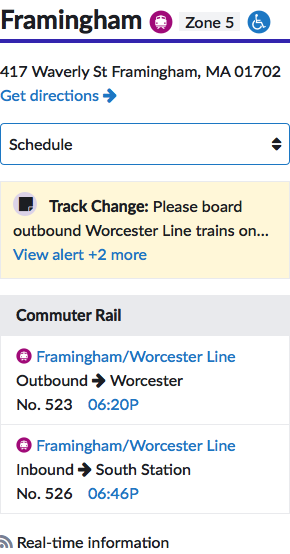 Framingham Zone 5
417 Waverly St Framingham, MA 01702
Get directions
Schedule
Track Change: Please board
outbound Worcester Line trains on...
View alert +2 more
Commuter Rail
Framingham/Worcester Line
Outbound Worcester
No. 523 06:20P
Framingham/Worcester Line
Inbound South Station
No. 526 06:46P
Real-time information